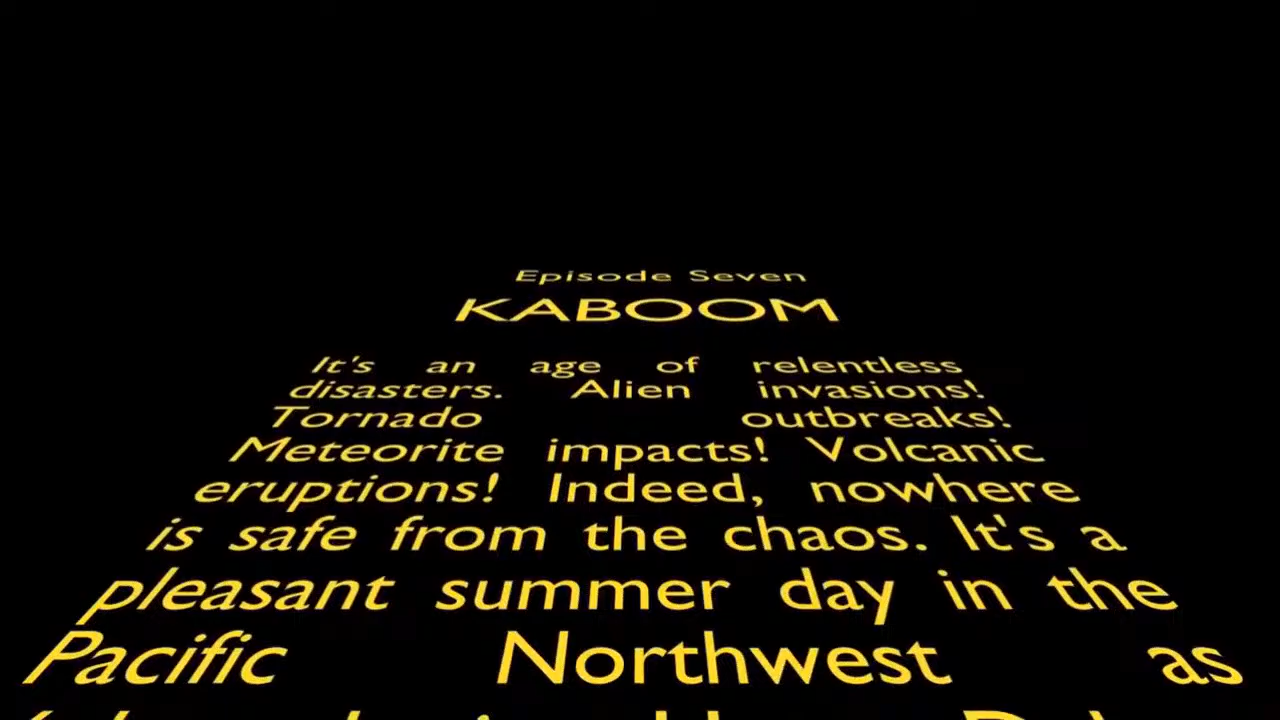 Episode Seven
KABOOM
It's an age of relentless
disasters. Alien invasions!
Tornado outbreaks!
Meteorite impacts! Volcanic
eruptions! Indeed, nowhere
is safe from the chaos. It's a
pleasant summer day in the
Pacific Northwest as